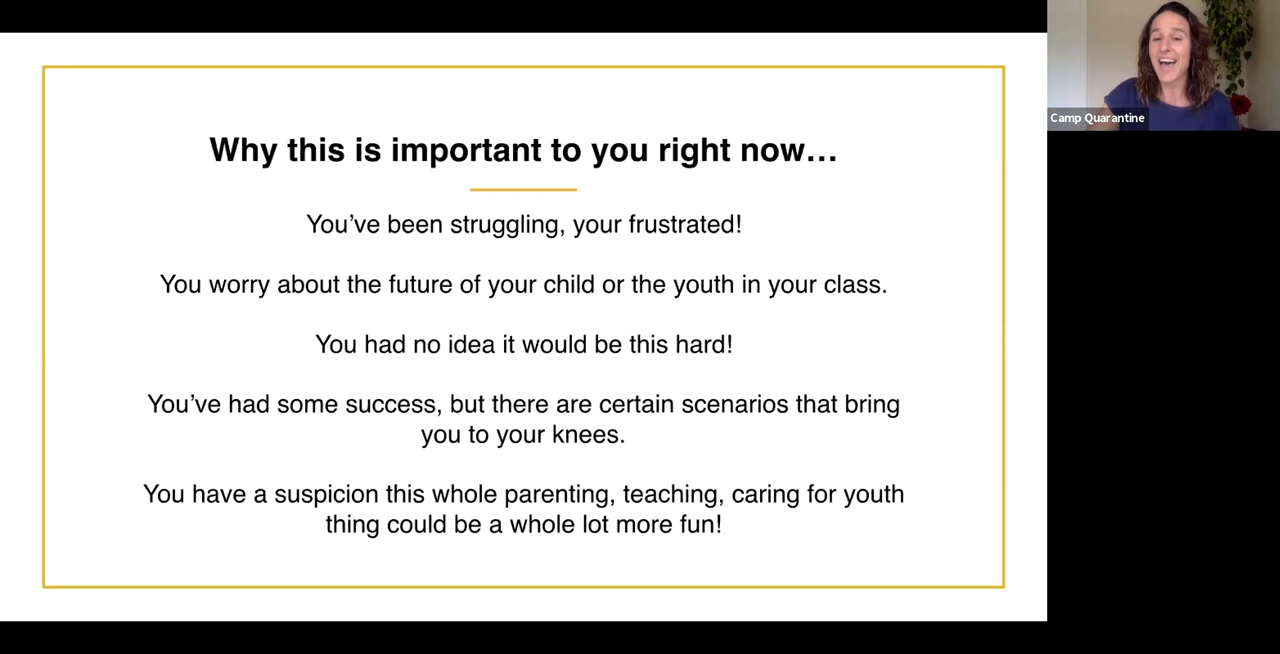 Why this is important to you right now…
You’ve been struggling, your frustrated!
You worry about the future of your child or the youth in your class.
You had no idea it would be this hard!
You’ve had some success, but there are certain scenarios that bring
you to your knees.
You have a suspicion this whole parenting, teaching, caring for youth
thing could be a whole lot more fun!
Camp Quarantine